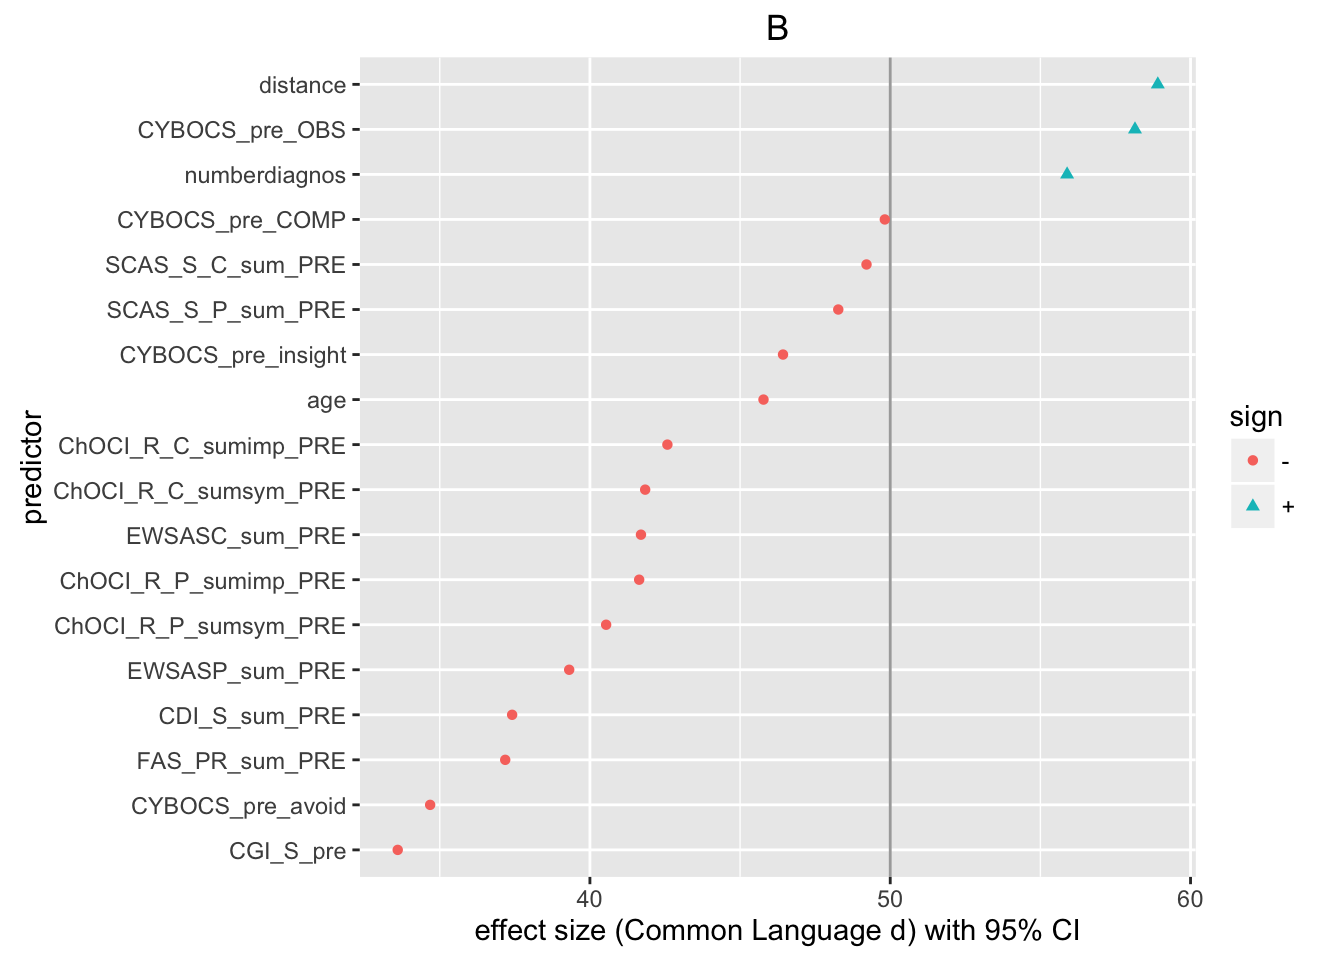 B
distance
CYBOCS_pre_OBS
numberdiagnos
CYBOCS_pre_COMP
SCAS_S_C_sum_PRE
SCAS_S_P_sum_PRE
CYBOCS_pre_insight
age
ChOCI_R_C_sumimp_PRE
ChOCI_R_C_sumsym_PRE
EWSASC_sum_PRE
ChOCI_R_P_sumimp_PRE
ChOCI_R_P_sumsym_PRE
EWSASP_sum_PRE
CDI_S_sum_PRE
FAS_PR_sum_PRE
CYBOCS_pre_avoid
CGI_S_pre
predictor
40 50 60
effect size (Common Language d) with 95% CI
sign
-
+